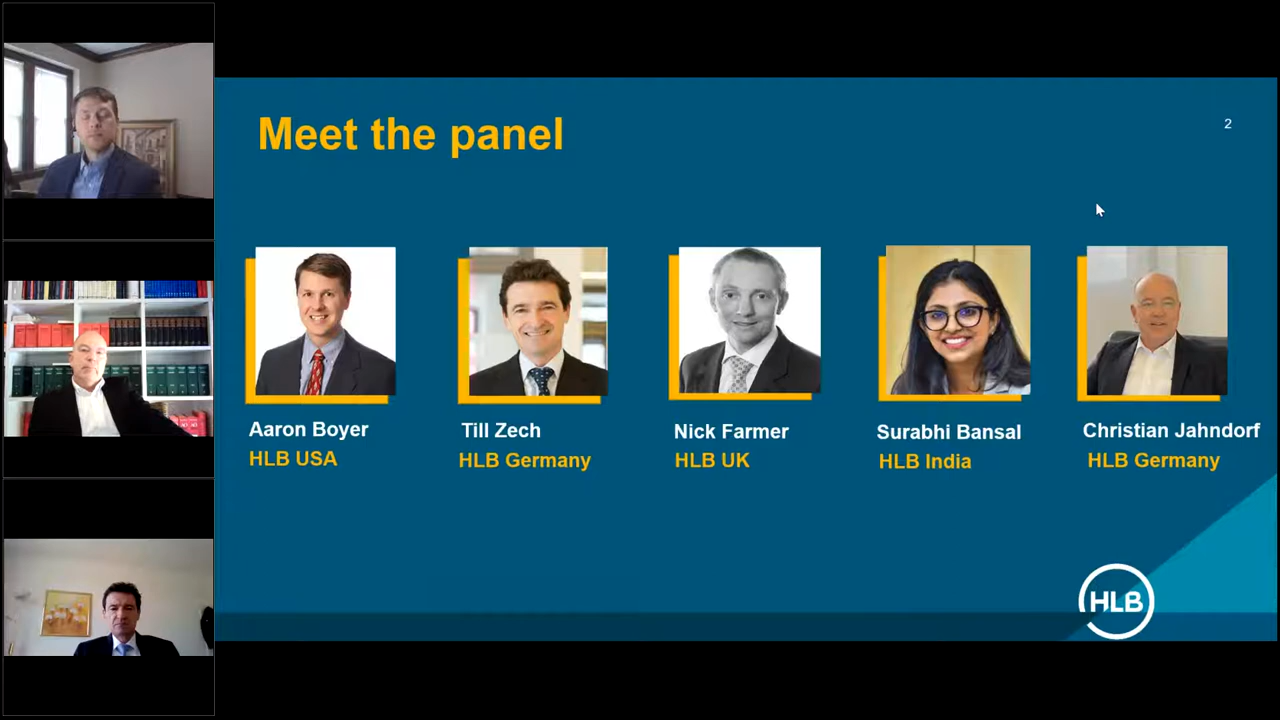 Meet the panel
2
Aaron Boyer
HLB USA
Till Zech
HLB Germany
Nick Farmer
HLB UK
Surabhi Bansal
HLB India
Christian Jahndorf
HLB Germany
HLB